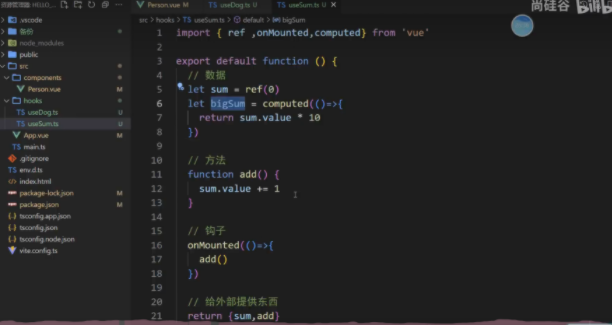 资源管理器: HELLO,...
Person.vue M
TS useDog.ts U
TS useSum.ts U
尚硅谷 bilibili
src > hooks > TS useSum.ts > default > bigSum
.vscode
备份
node_modules
public
src
components
Person.vue M
hooks
TS useDog.ts U
TS useSum.ts U
App.vue M
TS main.ts
.gitignore
TS env.d.ts
index.html
package-lock.json M
package.json M
tsconfig.app.json
tsconfig.json
tsconfig.node.json
vite.config.ts
1 import { ref ,onMounted,computed} from 'vue'
2
3 export default function () {
4 // 数据
5 let sum = ref(0)
6 let bigSum = computed(()=>{
7 return sum.value * 10
8 })
9
10 // 方法
11 function add() {
12 sum.value += 1
13 }
14
15 // 钩子
16 onMounted(()=>{
17 add()
18 })
19
20 // 给外部提供东西
21 return {sum,add}